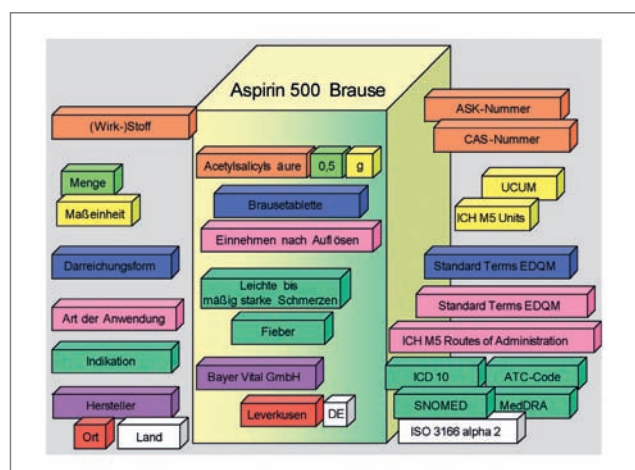 Aspirin 500 Brause
(Wirk-)Stoff
Menge
Maßeinheit
Darreichungsform
Art der Anwendung
Indikation
Hersteller
Ort
Land
Acetylsalicyls äure
0,5
g
Brausetablette
Einnehmen nach Auflösen
Leichte bis
mäßig starke Schmerzen
Fieber
Bayer Vital GmbH
Leverkusen
DE
ASK-Nummer
CAS-Nummer
UCUM
ICH M5 Units
Standard Terms EDQM
Standard Terms EDQM
ICH M5 Routes of Administration
ICD 10
ATC-Code
SNOMED
MedDRA
ISO 3166 alpha 2